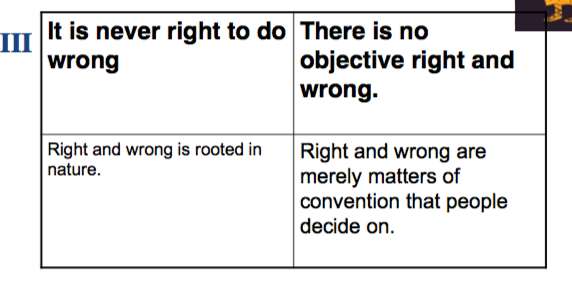 III
It is never right to do
wrong
There is no
objective right and
wrong.
Right and wrong is rooted in
nature.
Right and wrong are
merely matters of
convention that people
decide on.